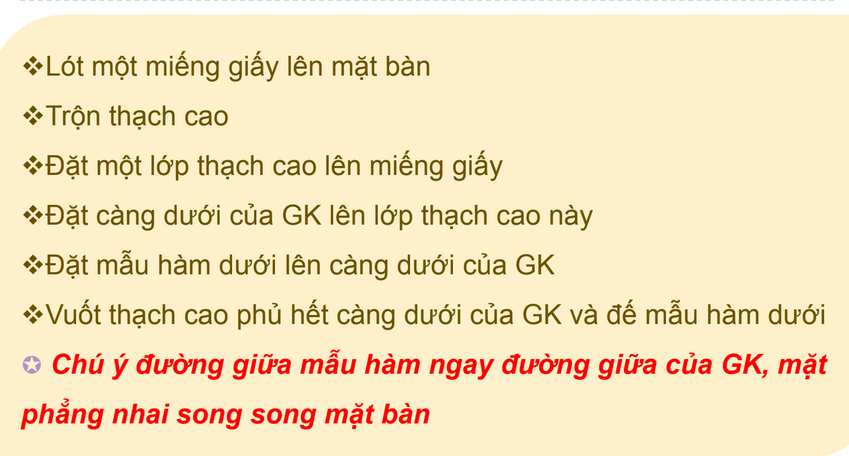 ❖Lót một miếng giấy lên mặt bàn
❖Trộn thạch cao
❖Đặt một lớp thạch cao lên miếng giấy
❖Đặt càng dưới của GK lên lớp thạch cao này
❖Đặt mẫu hàm dưới lên càng dưới của GK
❖Vuốt thạch cao phủ hết càng dưới của GK và đế mẫu hàm dưới
✪ Chú ý đường giữa mẫu hàm ngay đường giữa của GK, mặt
phẳng nhai song song mặt bàn